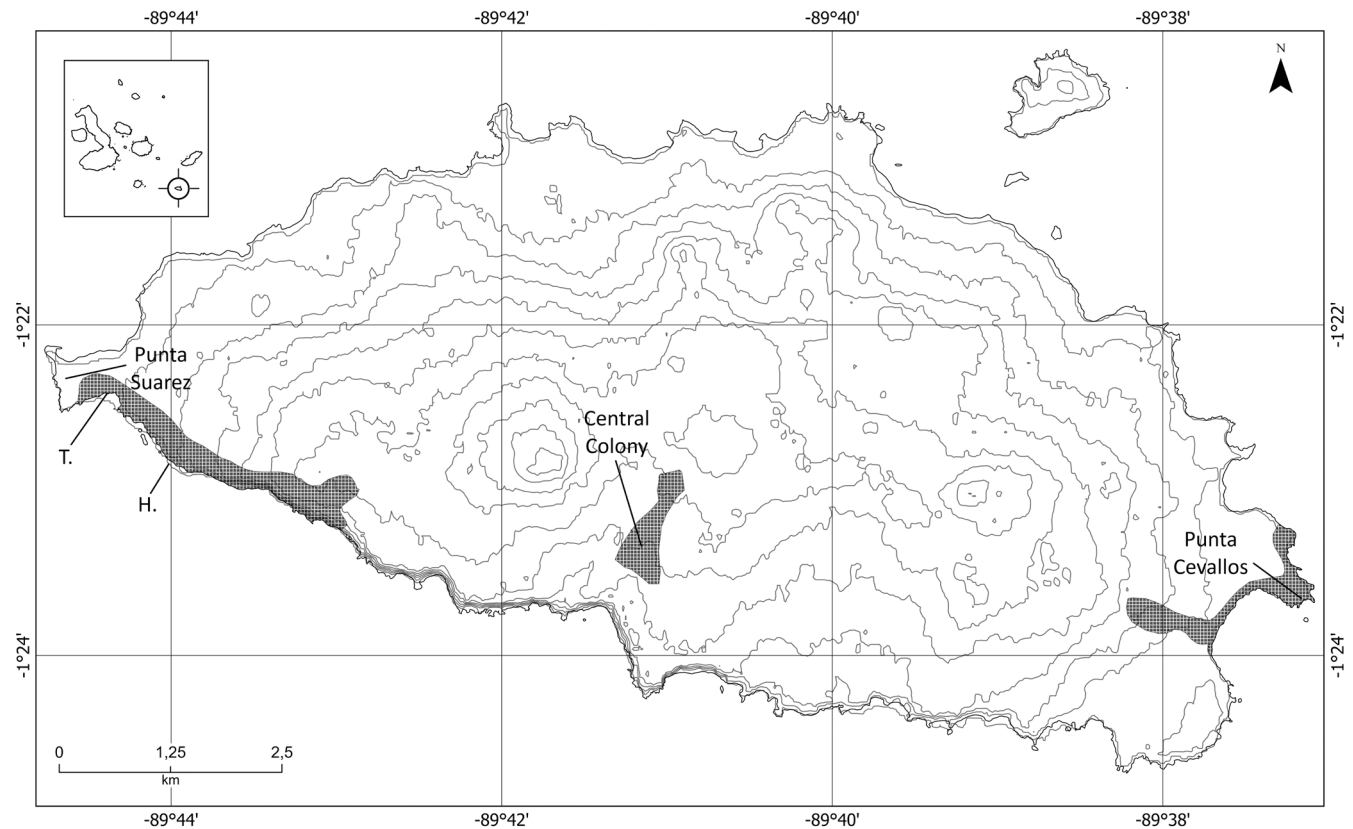 -89°44' -89°42' -89°40' -89°38'
N
-1°22' -1°22'
Punta
Suarez
Central
Colony
T.
H.
Punta
Cevallos
-1°24' -1°24'
0 1,25 2,5
km
-89°44' -89°42' -89°40' -89°38'